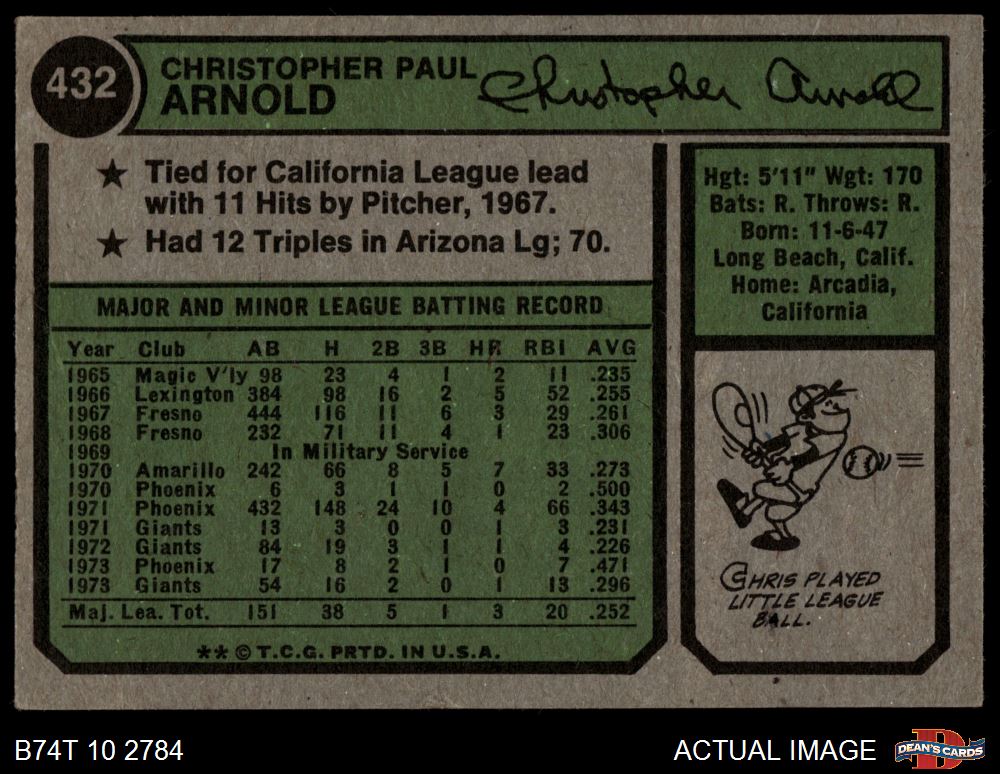 432
CHRISTOPHER PAUL
ARNOLD
Christopher Arnold
★ Tied for California League lead
with 11 Hits by Pitcher, 1967.
★ Had 12 Triples in Arizona Lg; 70.
Hgt: 5'11" Wgt: 170
Bats: R. Throws: R.
Born: 11-6-47
Long Beach, Calif.
Home: Arcadia,
California
MAJOR AND MINOR LEAGUE BATTING RECORD
Year Club AB H 2B 3B HR RBI AVG
1965 Magic V'ly 98 23 4 1 2 11 .235
1966 Lexington 384 98 16 2 5 52 .255
1967 Fresno 444 116 11 6 3 29 .261
1968 Fresno 232 71 11 4 1 23 .306
1969 In Military Service
1970 Amarillo 242 66 8 5 7 33 .273
1970 Phoenix 6 3 1 1 0 2 .500
1971 Phoenix 432 148 24 10 4 66 .343
1971 Giants 13 3 0 0 1 3 .231
1972 Giants 84 19 3 1 1 4 .226
1973 Phoenix 17 8 2 1 0 7 .471
1973 Giants 54 16 2 0 1 13 .296
Maj. Lea. Tot. 151 38 5 1 3 20 .252
**© T.C.G. PRTD. IN U.S.A.
CHRIS PLAYED
LITTLE LEAGUE
BALL.
B74T 10 2784
ACTUAL IMAGE
D
DEAN'S CARDS